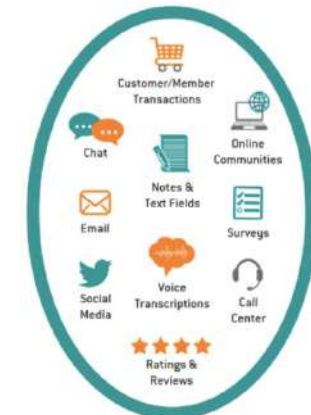 Customer/Member
Transactions
Chat
Online
Communities
Notes &
Text Fields
Email
Surveys
Social
Media
Voice
Transcriptions
Call
Center
Ratings &
Reviews